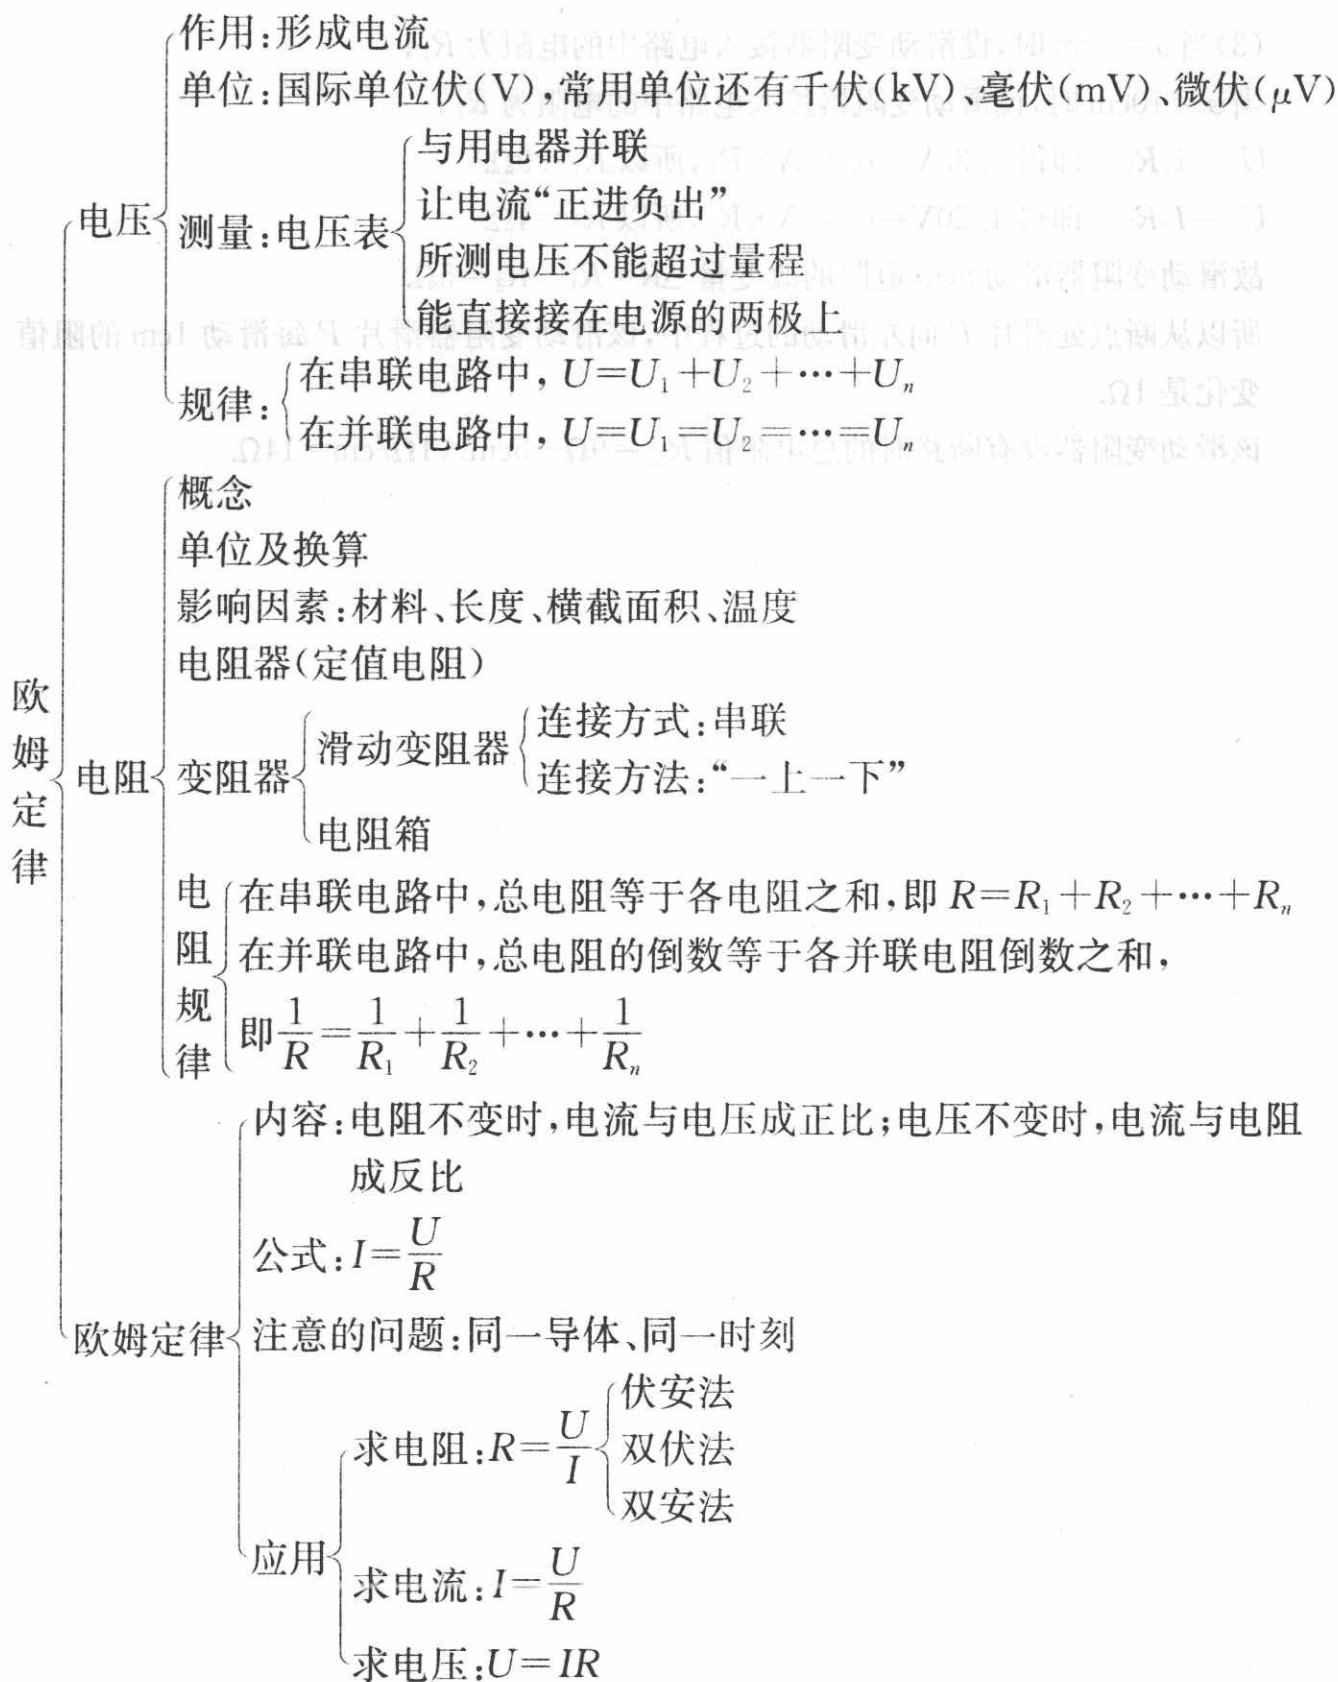 作用:形成电流
单位:国际单位伏(V),常用单位还有千伏(kV)、毫伏(mV)、微伏(μV)
电压
测量:电压表
与用电器并联
让电流“正进负出”
所测电压不能超过量程
能直接接在电源的两极上
规律:
在串联电路中，U=U₁+U₂+…+Uₙ
在并联电路中，U=U₁=U₂=…=Uₙ
欧姆定律
电阻
概念
单位及换算
影响因素:材料、长度、横截面积、温度
电阻器(定值电阻)
变阻器
滑动变阻器
连接方式:串联
连接方法:“一上一下”
电阻箱
电阻规律
在串联电路中,总电阻等于各电阻之和,即 R=R₁+R₂+…+Rₙ
在并联电路中,总电阻的倒数等于各并联电阻倒数之和，
即1/R=1/R₁+1/R₂+…+1/Rₙ
欧姆定律
内容:电阻不变时,电流与电压成正比;电压不变时,电流与电阻
成反比
公式:I=U/R
注意的问题:同一导体、同一时刻
应用
求电阻:R=U/I
伏安法
双伏法
双安法
求电流:I=U/R
求电压:U=IR